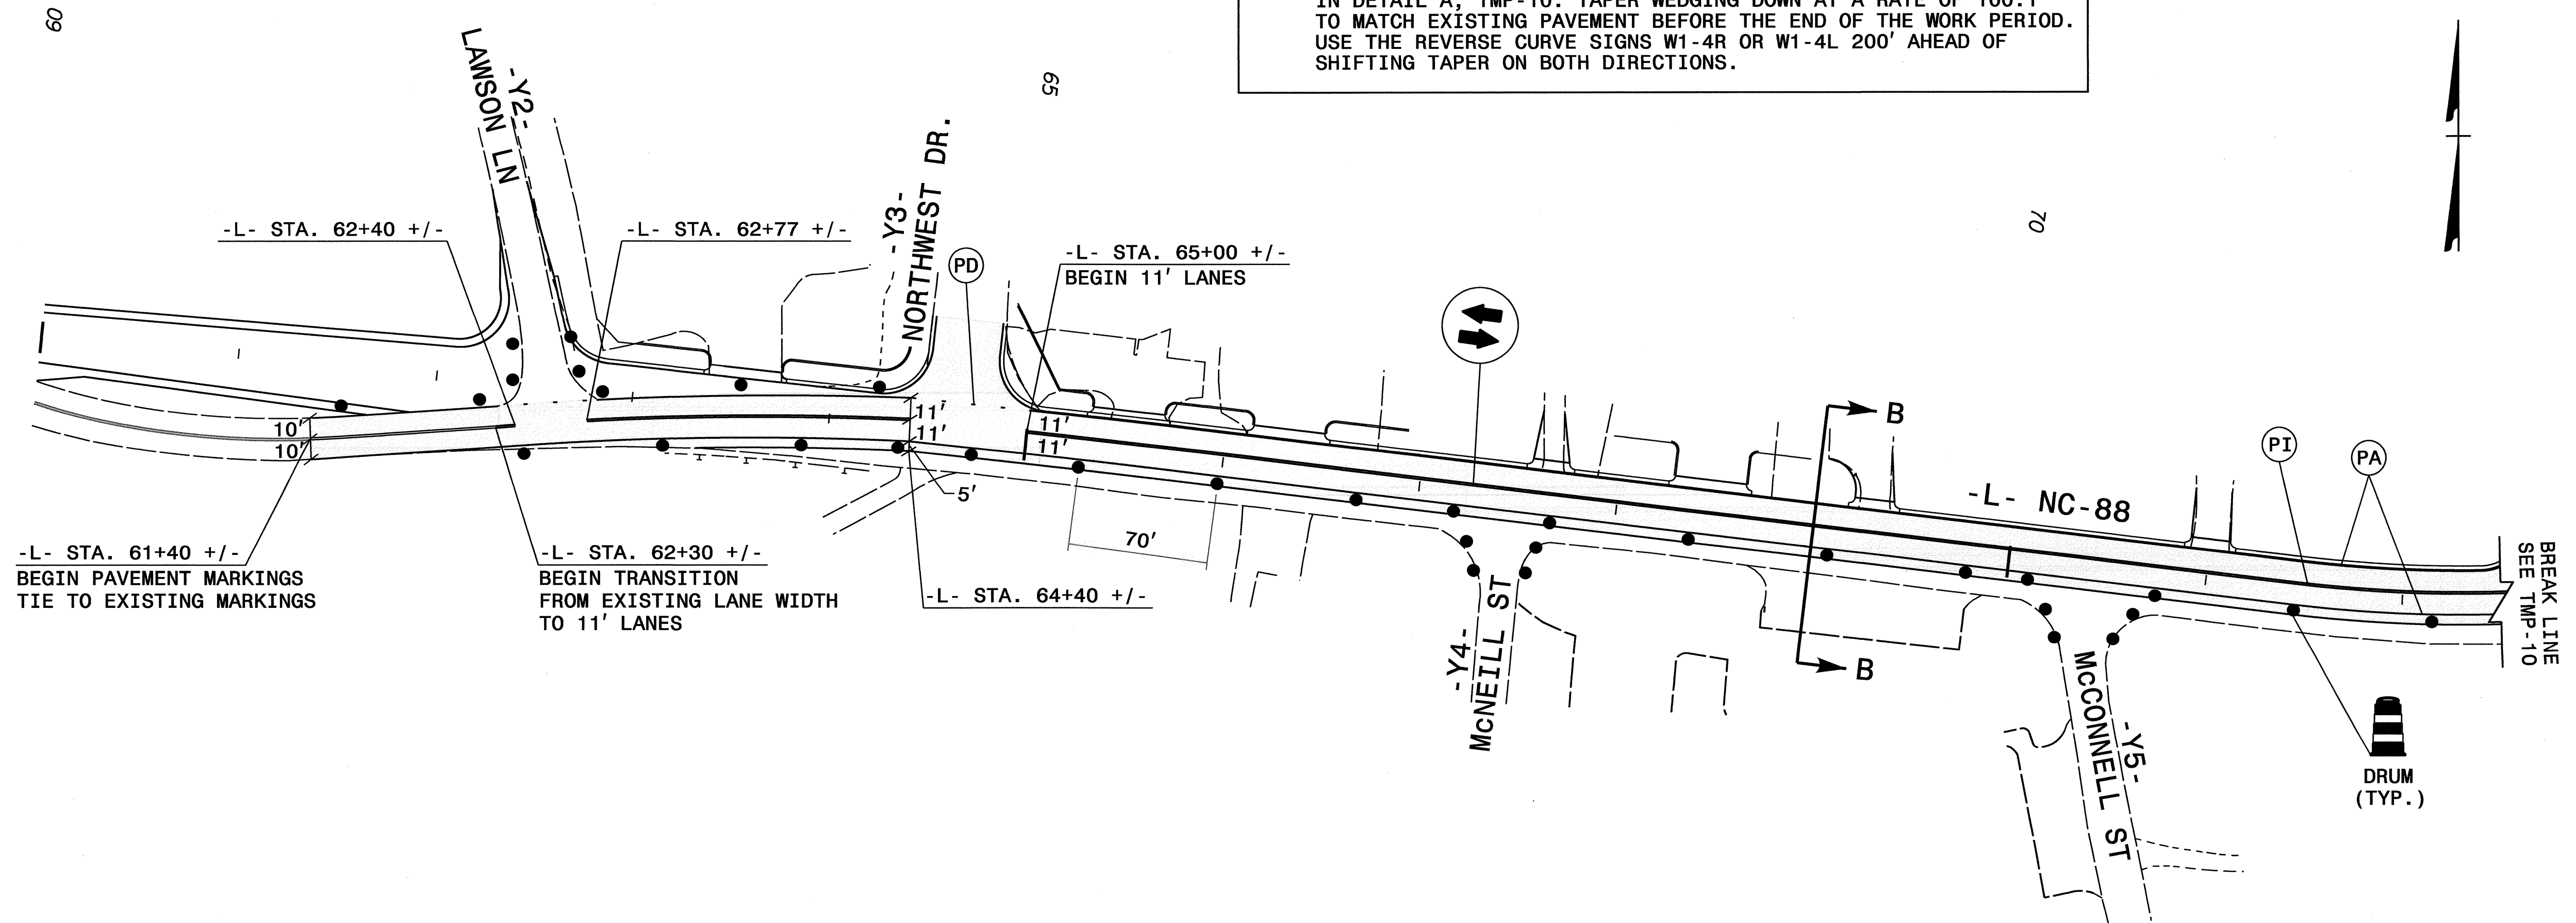 IN DETAIL A, TMP-10. TAPER WEDGING DOWN AT A RATE OF 100:1
TO MATCH EXISTING PAVEMENT BEFORE THE END OF THE WORK PERIOD.
USE THE REVERSE CURVE SIGNS W1-4R OR W1-4L 200' AHEAD OF
SHIFTING TAPER ON BOTH DIRECTIONS.
60
65
70
-Y2-
LAWSON LN
-Y3-
NORTHWEST DR.
-L- STA. 62+40 +/-
-L- STA. 62+77 +/-
PD
-L- STA. 65+00 +/-
BEGIN 11' LANES
10'
10'
11'
11'
11'
11'
5'
70'
B
B
-L- NC-88
PI
PA
BREAK LINE
SEE TMP-10
-L- STA. 61+40 +/-
BEGIN PAVEMENT MARKINGS
TIE TO EXISTING MARKINGS
-L- STA. 62+30 +/-
BEGIN TRANSITION
FROM EXISTING LANE WIDTH
TO 11' LANES
-L- STA. 64+40 +/-
-Y4-
McNEILL ST
-Y5-
McCONNELL ST
DRUM
(TYP.)